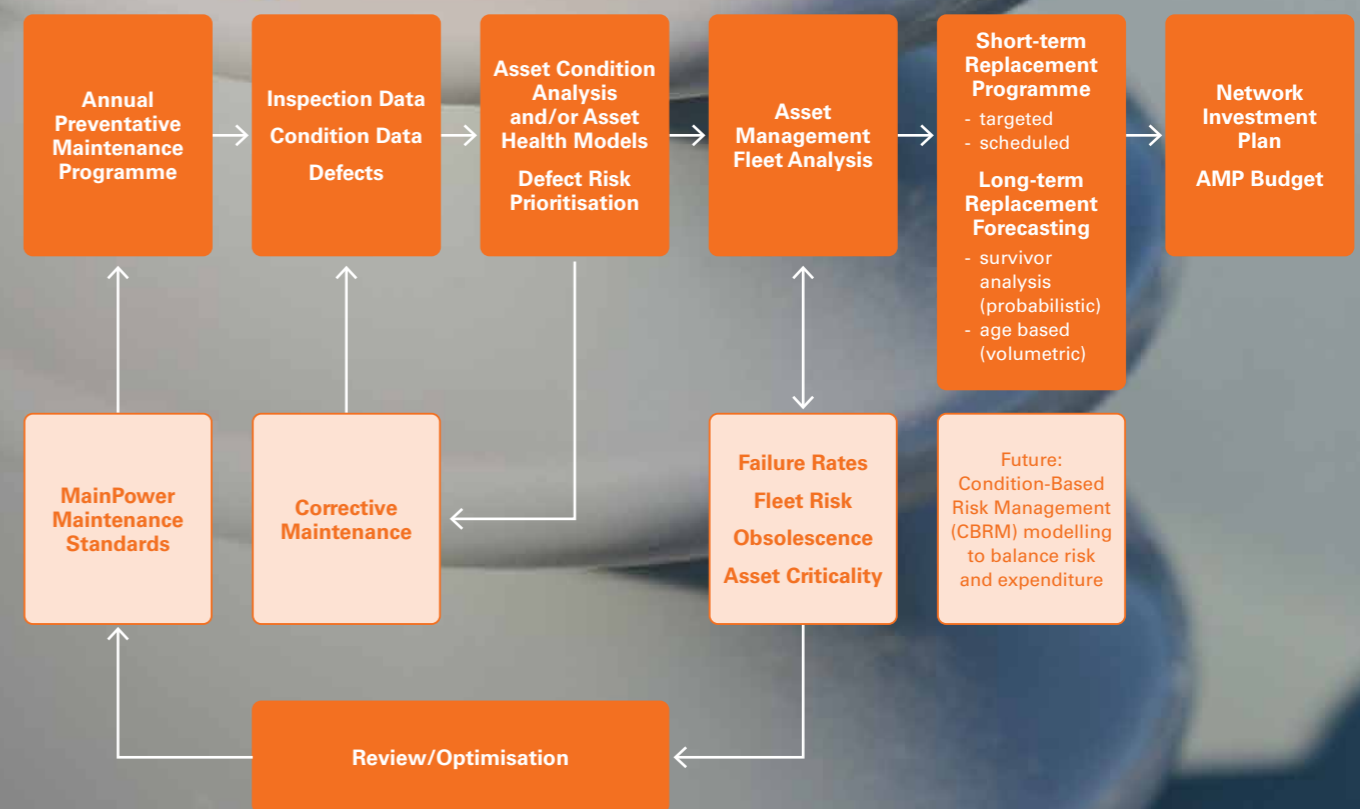 Annual
Preventative
Maintenance
Programme
Inspection Data
Condition Data
Defects
Asset Condition
Analysis
and/or Asset
Health Models
Defect Risk
Prioritisation
Asset
Management
Fleet Analysis
Short-term
Replacement
Programme
- targeted
- scheduled
Long-term
Replacement
Forecasting
- survivor
analysis
(probabilistic)
- age based
(volumetric)
Network
Investment
Plan
AMP Budget
MainPower
Maintenance
Standards
Corrective
Maintenance
Failure Rates
Fleet Risk
Obsolescence
Asset Criticality
Future:
Condition-Based
Risk Management
(CBRM) modelling
to balance risk
and expenditure
Review/Optimisation